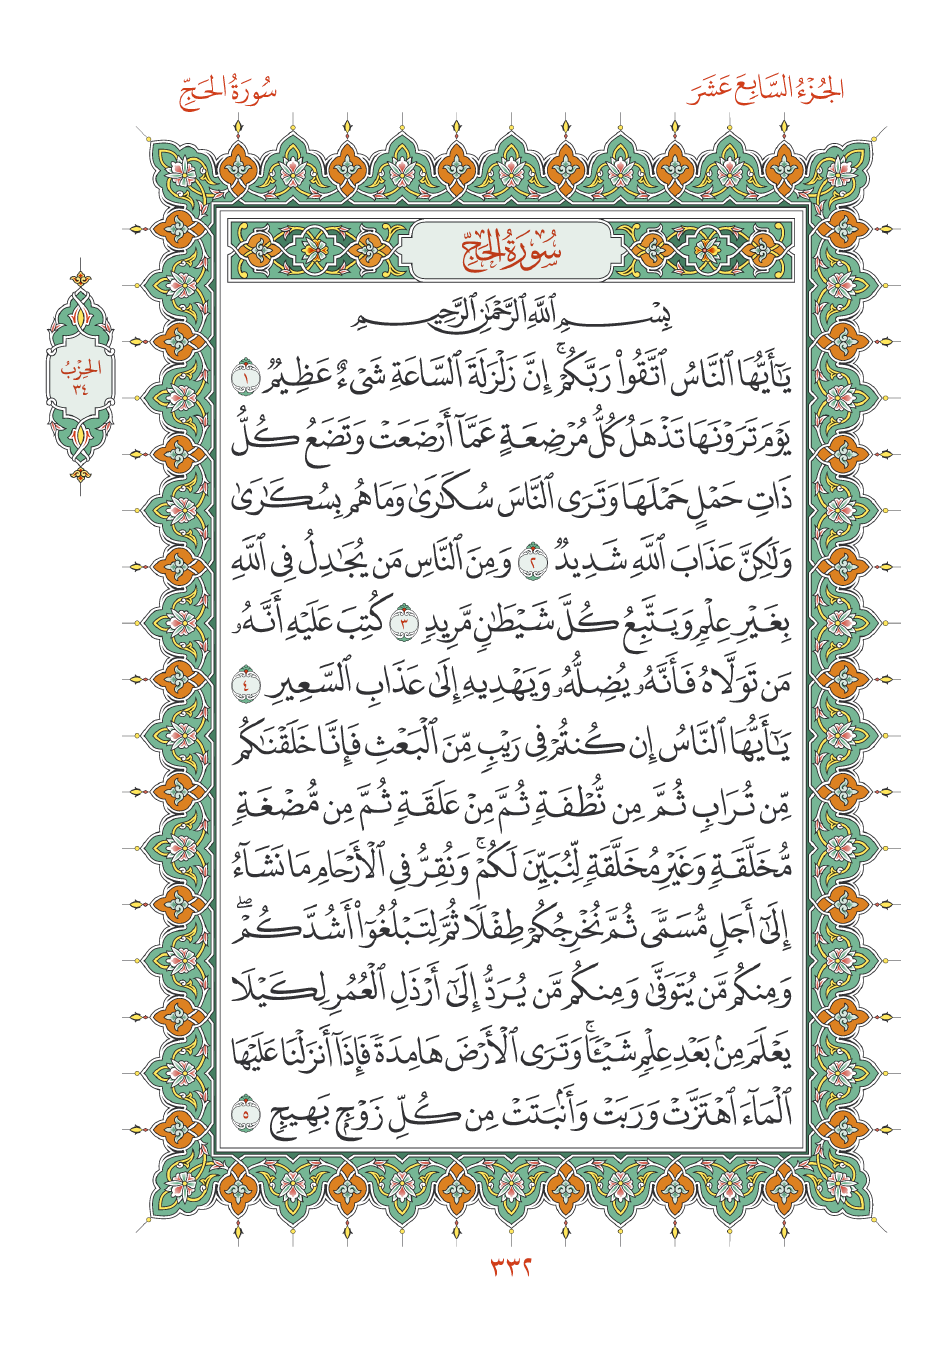 الجُزْءُ السَّابِعَ عَشَرَ
سُورَةُ الحَجِّ
سُورَةُ الحَجِّ
الحِزْبُ
٣٤
بِسْمِ ٱللَّهِ ٱلرَّحْمَٰنِ ٱلرَّحِيمِ
يَٰٓأَيُّهَا ٱلنَّاسُ ٱتَّقُوا۟ رَبَّكُمْ ۚ إِنَّ زَلْزَلَةَ ٱلسَّاعَةِ شَىْءٌ عَظِيمٌ ١
يَوْمَ تَرَوْنَهَا تَذْهَلُ كُلُّ مُرْضِعَةٍ عَمَّآ أَرْضَعَتْ وَتَضَعُ كُلُّ
ذَاتِ حَمْلٍ حَمْلَهَا وَتَرَى ٱلنَّاسَ سُكَٰرَىٰ وَمَا هُم بِسُكَٰرَىٰ
وَلَٰكِنَّ عَذَابَ ٱللَّهِ شَدِيدٌ ٢ وَمِنَ ٱلنَّاسِ مَن يُجَٰدِلُ فِى ٱللَّهِ
بِغَيْرِ عِلْمٍ وَيَتَّبِعُ كُلَّ شَيْطَٰنٍ مَّرِيدٍ ٣ كُتِبَ عَلَيْهِ أَنَّهُۥ
مَن تَوَلَّاهُ فَأَنَّهُۥ يُضِلُّهُۥ وَيَهْدِيهِ إِلَىٰ عَذَابِ ٱلسَّعِيرِ ٤
يَٰٓأَيُّهَا ٱلنَّاسُ إِن كُنتُمْ فِى رَيْبٍ مِّنَ ٱلْبَعْثِ فَإِنَّا خَلَقْنَٰكُم
مِّن تُرَابٍ ثُمَّ مِن نُّطْفَةٍ ثُمَّ مِنْ عَلَقَةٍ ثُمَّ مِن مُّضْغَةٍ
مُّخَلَّقَةٍ وَغَيْرِ مُخَلَّقَةٍ لِّنُبَيِّنَ لَكُمْ ۚ وَنُقِرُّ فِى ٱلْأَرْحَامِ مَا نَشَآءُ
إِلَىٰٓ أَجَلٍ مُّسَمًّى ثُمَّ نُخْرِجُكُمْ طِفْلًا ثُمَّ لِتَبْلُغُوٓا۟ أَشُدَّكُمْ ۖ
وَمِنكُم مَّن يُتَوَفَّىٰ وَمِنكُم مَّن يُرَدُّ إِلَىٰٓ أَرْذَلِ ٱلْعُمُرِ لِكَيْلَا
يَعْلَمَ مِنۢ بَعْدِ عِلْمٍ شَيْـًٔا ۚ وَتَرَى ٱلْأَرْضَ هَامِدَةً فَإِذَآ أَنزَلْنَا عَلَيْهَا
ٱلْمَآءَ ٱهْتَزَّتْ وَرَبَتْ وَأَنۢبَتَتْ مِن كُلِّ زَوْجٍۭ بَهِيجٍ ٥
٣٣٢